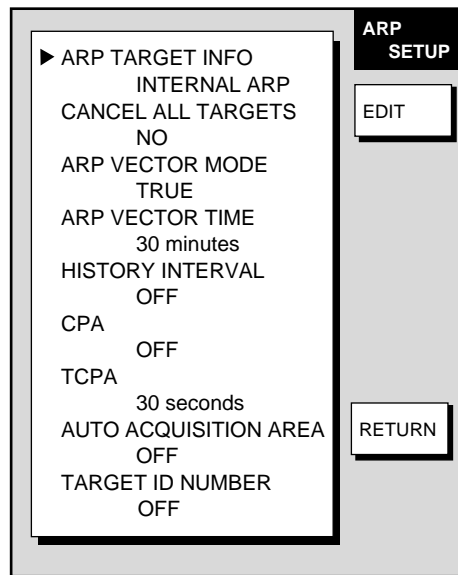 ARP
SETUP
▶ ARP TARGET INFO
INTERNAL ARP
CANCEL ALL TARGETS
NO
ARP VECTOR MODE
TRUE
ARP VECTOR TIME
30 minutes
HISTORY INTERVAL
OFF
CPA
OFF
TCPA
30 seconds
AUTO ACQUISITION AREA
OFF
TARGET ID NUMBER
OFF
EDIT
RETURN